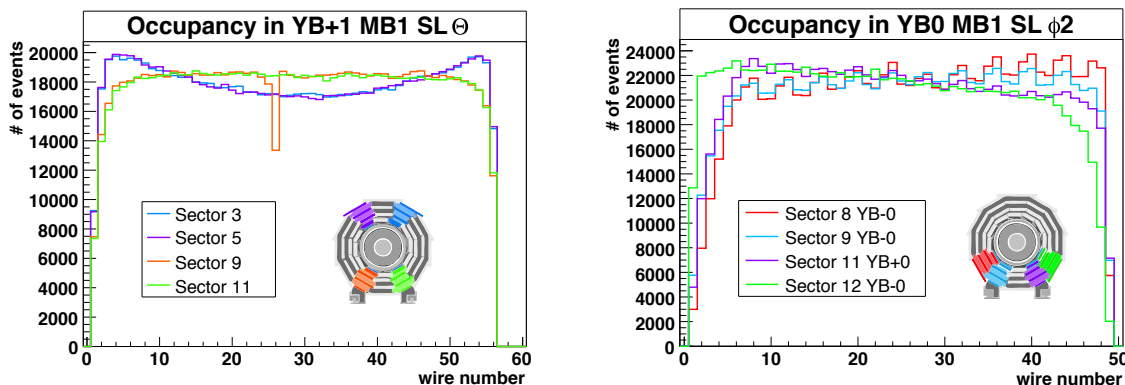 Occupancy in YB+1 MB1 SL Θ
# of events
20000
18000
16000
14000
12000
10000
8000
6000
4000
2000
0
Sector 3
Sector 5
Sector 9
Sector 11
0 10 20 30 40 50 60
wire number
Occupancy in YB0 MB1 SL ϕ2
# of events
24000
22000
20000
18000
16000
14000
12000
10000
8000
6000
4000
2000
0
Sector 8 YB-0
Sector 9 YB-0
Sector 11 YB+0
Sector 12 YB-0
0 10 20 30 40 50
wire number